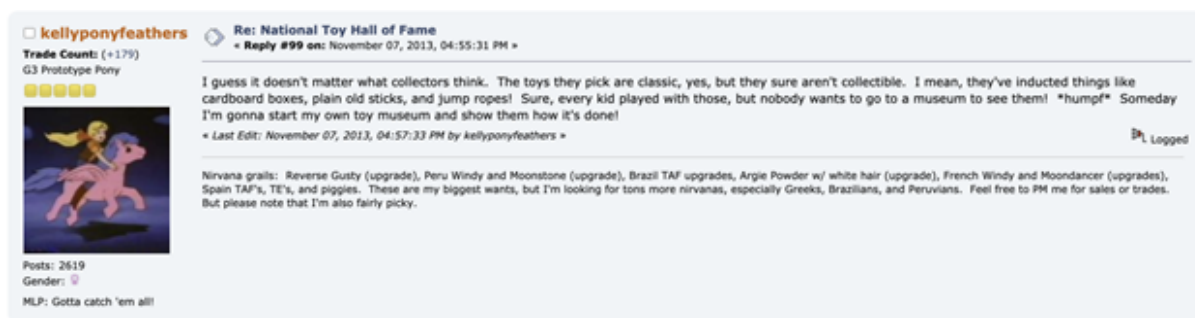 kellyponyfeathers
Trade Count: (+179)
G3 Prototype Pony
Posts: 2619
Gender:
MLP: Gotta catch 'em all!
Re: National Toy Hall of Fame
« Reply #99 on: November 07, 2013, 04:55:31 PM »
I guess it doesn't matter what collectors think.  The toys they pick are classic, yes, but they sure aren't collectible.  I mean, they've inducted things like
cardboard boxes, plain old sticks, and jump ropes!  Sure, every kid played with those, but nobody wants to go to a museum to see them!  *humpf*  Someday
I'm gonna start my own toy museum and show them how it's done!
« Last Edit: November 07, 2013, 04:57:33 PM by kellyponyfeathers »
Logged
Nirvana grails:  Reverse Gusty (upgrade), Peru Windy and Moonstone (upgrade), Brazil TAF upgrades, Argie Powder w/ white hair (upgrade), French Windy and Moondancer (upgrades),
Spain TAF's, TE's, and piggies.  These are my biggest wants, but I'm looking for tons more nirvanas, especially Greeks, Brazilians, and Peruvians.  Feel free to PM me for sales or trades.
But please note that I'm also fairly picky.